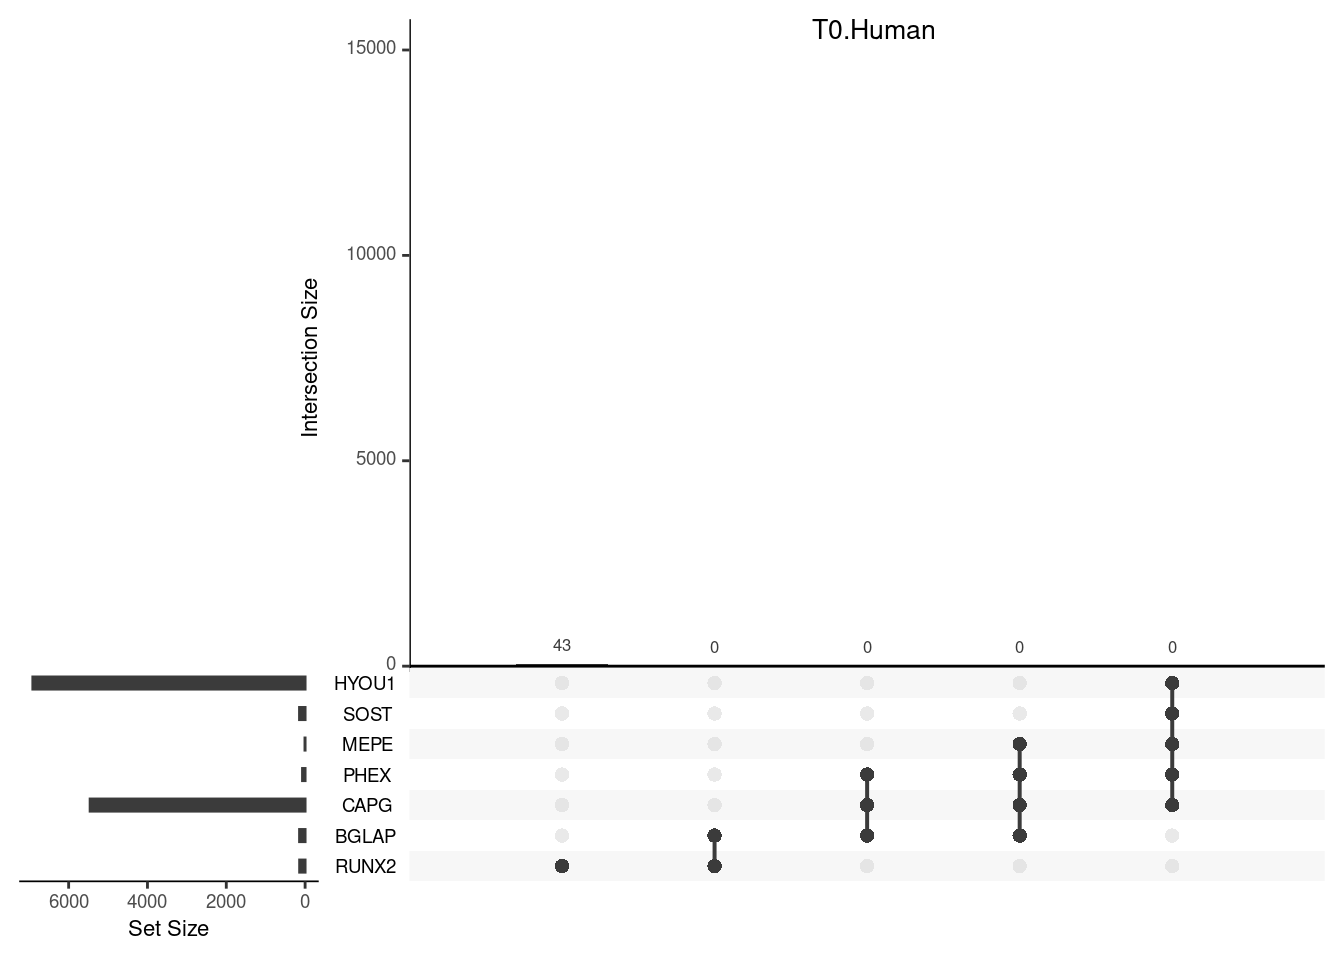 T0.Human
15000
10000
5000
0
Intersection Size
43 0 0 0 0
HYOU1
SOST
MEPE
PHEX
CAPG
BGLAP
RUNX2
6000 4000 2000 0
Set Size